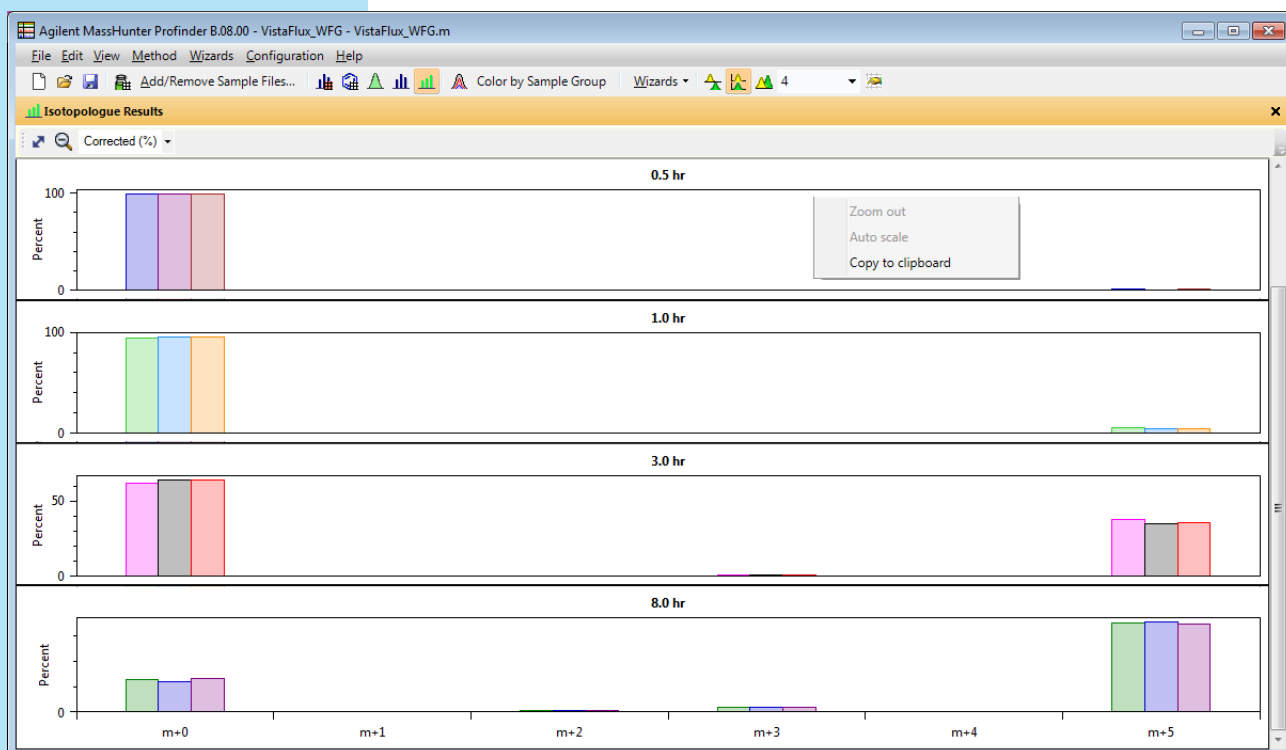 Agilent MassHunter Profinder B.08.00 - VistaFlux_WFG - VistaFlux_WFG.m
File Edit View Method Wizards Configuration Help
Add/Remove Sample Files... Color by Sample Group Wizards 4
Isotopologue Results
Corrected (%)
0.5 hr
100
Percent
0
Zoom out
Auto scale
Copy to clipboard
1.0 hr
100
Percent
0
3.0 hr
50
Percent
0
8.0 hr
Percent
0
m+0 m+1 m+2 m+3 m+4 m+5